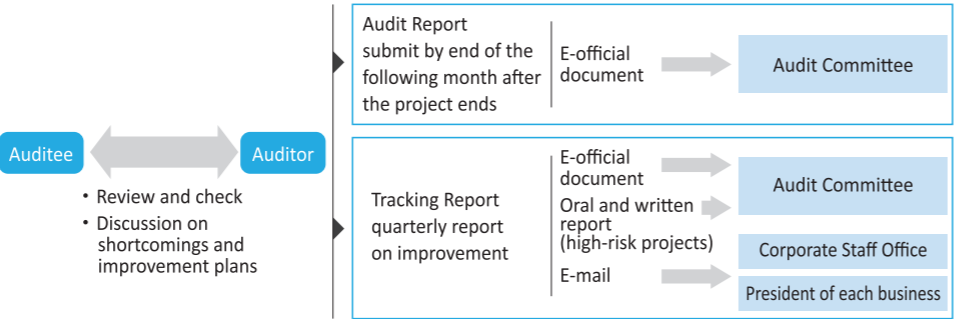 Auditee
Auditor
• Review and check
• Discussion on
shortcomings and
improvement plans
Audit Report
submit by end of the
following month after
the project ends
E-official
document
Audit Committee
Tracking Report
quarterly report
on improvement
E-official
document
Oral and written
report
(high-risk projects)
Audit Committee
E-mail
Corporate Staff Office
President of each business